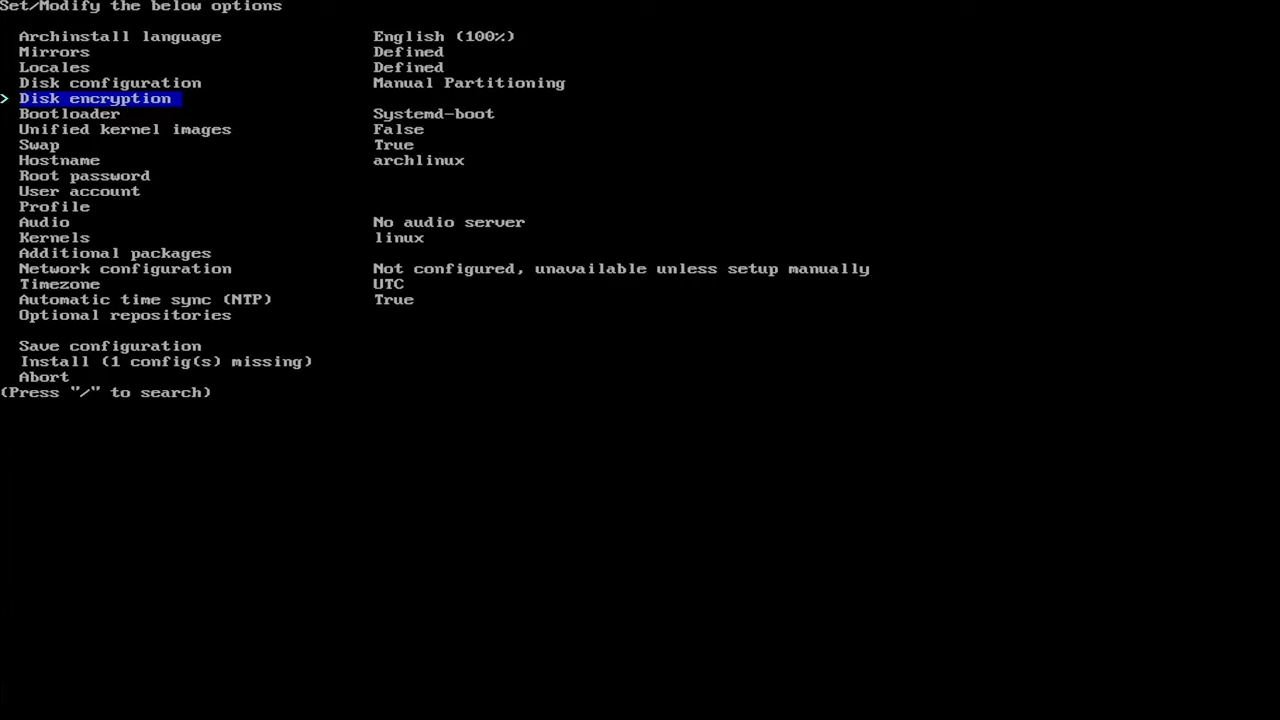 Set/Modify the below options
Archinstall language English (100%)
Mirrors Defined
Locales Defined
Disk configuration Manual Partitioning
> Disk encryption
Bootloader Systemd-boot
Unified kernel images False
Swap True
Hostname archlinux
Root password
User account
Profile
Audio No audio server
Kernels linux
Additional packages
Network configuration Not configured, unavailable unless setup manually
Timezone UTC
Automatic time sync (NTP) True
Optional repositories
Save configuration
Install (1 config(s) missing)
Abort
(Press "/" to search)